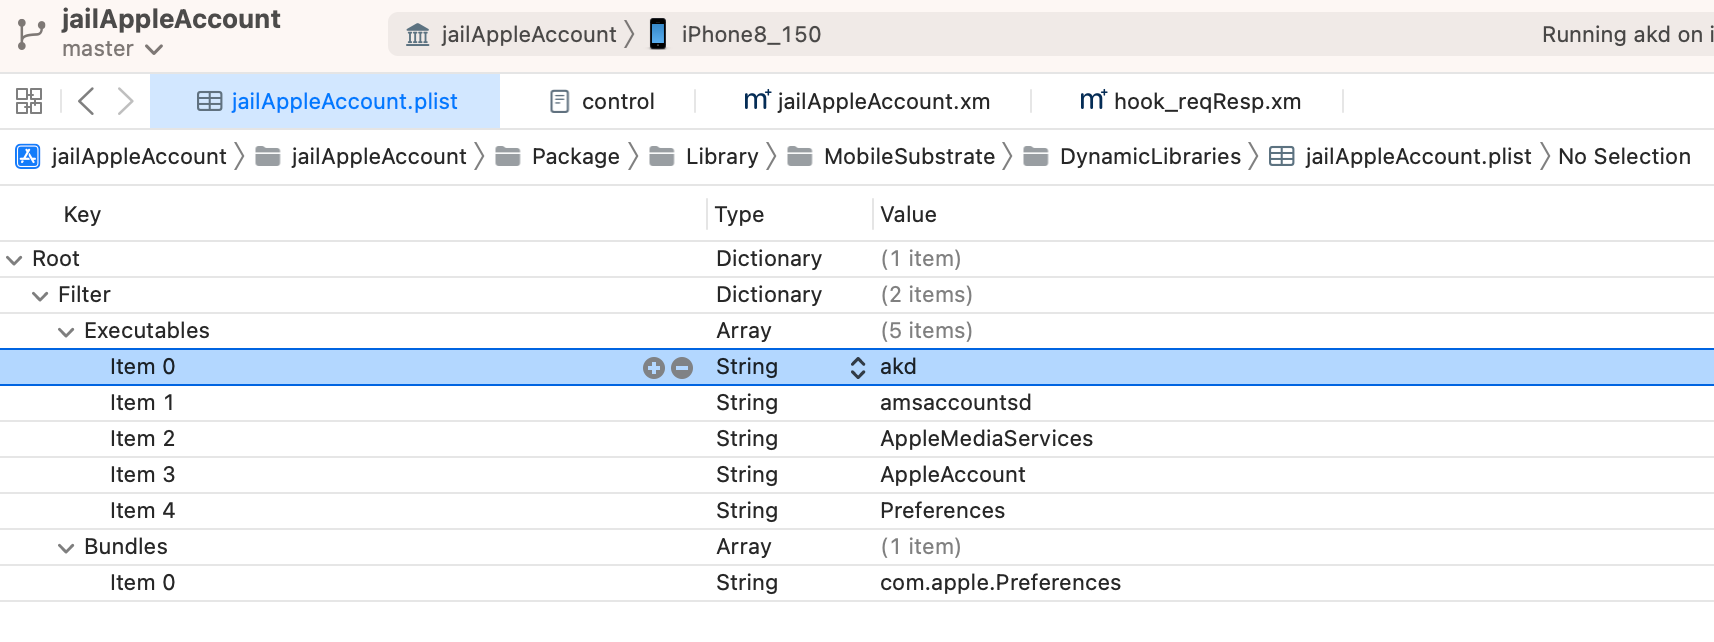 jailAppleAccount
master
jailAppleAccount iPhone8_150 Running akd on i
jailAppleAccount.plist control m+ jailAppleAccount.xm m+ hook_reqResp.xm
jailAppleAccount jailAppleAccount Package Library MobileSubstrate DynamicLibraries jailAppleAccount.plist No Selection
Key Type Value
Root Dictionary (1 item)
Filter Dictionary (2 items)
Executables Array (5 items)
Item 0 String akd
Item 1 String amsaccountsd
Item 2 String AppleMediaServices
Item 3 String AppleAccount
Item 4 String Preferences
Bundles Array (1 item)
Item 0 String com.apple.Preferences